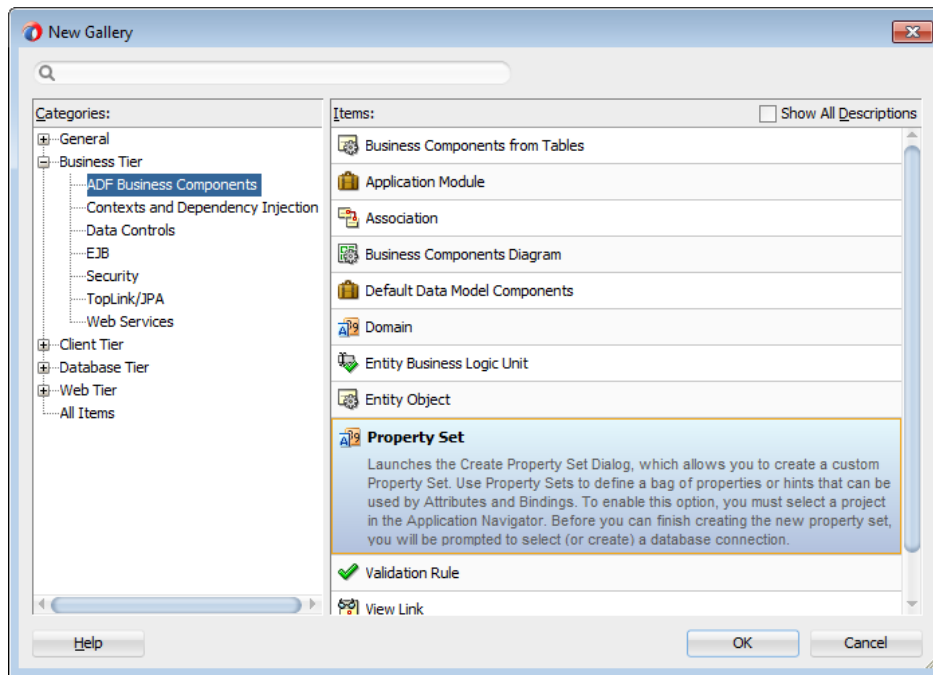 New Gallery
Categories:
General
Business Tier
ADF Business Components
Contexts and Dependency Injection
Data Controls
EJB
Security
TopLink/JPA
Web Services
Client Tier
Database Tier
Web Tier
All Items
Items:
Show All Descriptions
Business Components from Tables
Application Module
Association
Business Components Diagram
Default Data Model Components
Domain
Entity Business Logic Unit
Entity Object
Property Set
Launches the Create Property Set Dialog, which allows you to create a custom
Property Set. Use Property Sets to define a bag of properties or hints that can be
used by Attributes and Bindings. To enable this option, you must select a project
in the Application Navigator. Before you can finish creating the new property set,
you will be prompted to select (or create) a database connection.
Validation Rule
View Link
Help
OK
Cancel